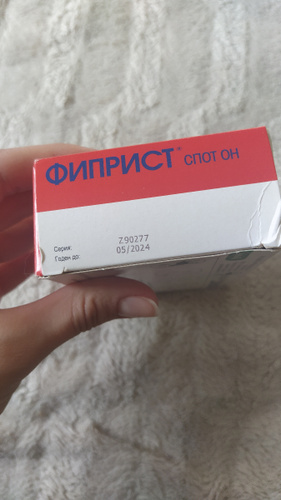 ФИПРИСТ® СПОТ ОН
Серия: Z90277
Годен до: 05/2024